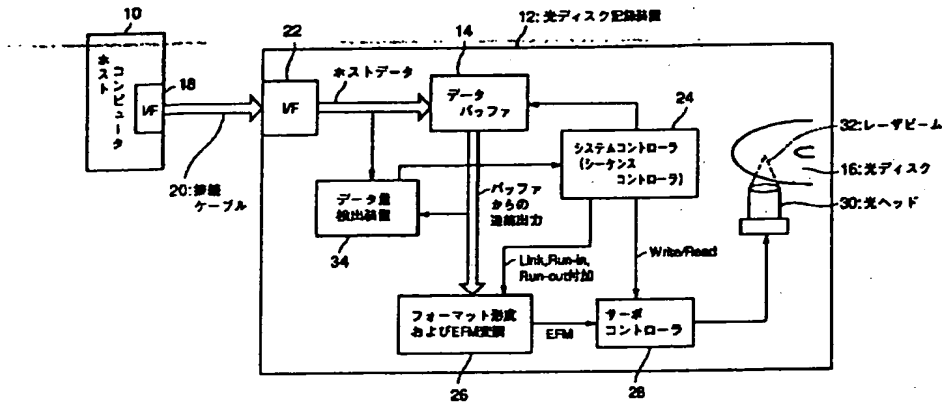 10
ホスト
コンピュータ
I/F
18
20:接続
ケーブル
22
I/F
ホストデータ
14
データ
バッファ
12:光ディスク記録装置
24
システムコントローラ
(シーケンス
コントローラ)
32:レーザビーム
16:光ディスク
30:光ヘッド
データ量
検出装置
34
バッファ
からの
連続出力
Link,Run-in,
Run-out付加
Write/Read
フォーマット形成
およびEFM変調
26
EFM
サーボ
コントローラ
28